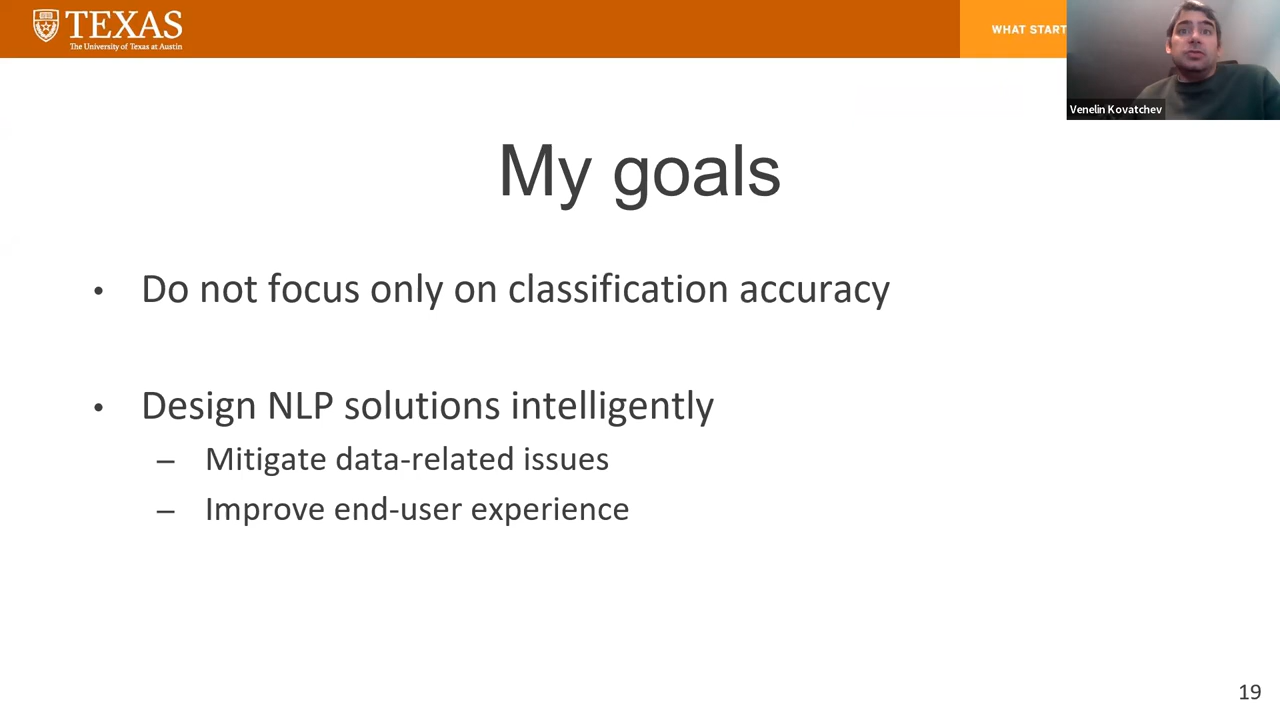 TEXAS
The University of Texas at Austin
WHAT START
Venelin Kovatchev
My goals
• Do not focus only on classification accuracy
• Design NLP solutions intelligently
– Mitigate data-related issues
– Improve end-user experience
19